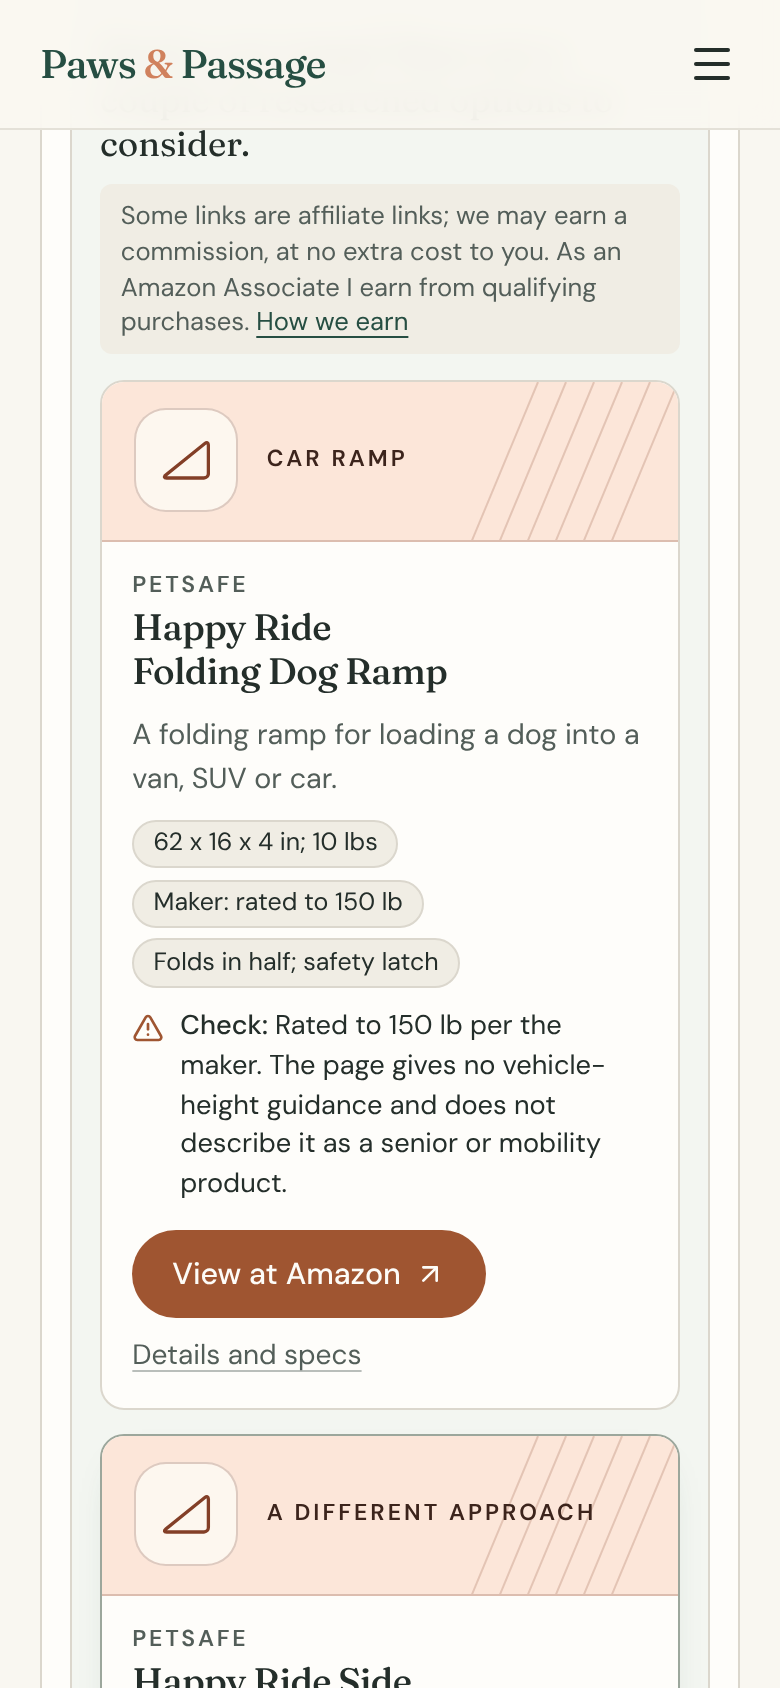 Paws & Passage
consider.
Some links are affiliate links; we may earn a
commission, at no extra cost to you. As an
Amazon Associate I earn from qualifying
purchases. How we earn
CAR RAMP
PETSAFE
Happy Ride
Folding Dog Ramp
A folding ramp for loading a dog into a
van, SUV or car.
62 x 16 x 4 in; 10 lbs
Maker: rated to 150 lb
Folds in half; safety latch
Check: Rated to 150 lb per the
maker. The page gives no vehicle-
height guidance and does not
describe it as a senior or mobility
product.
View at Amazon
Details and specs
A DIFFERENT APPROACH
PETSAFE
Happy Ride Side